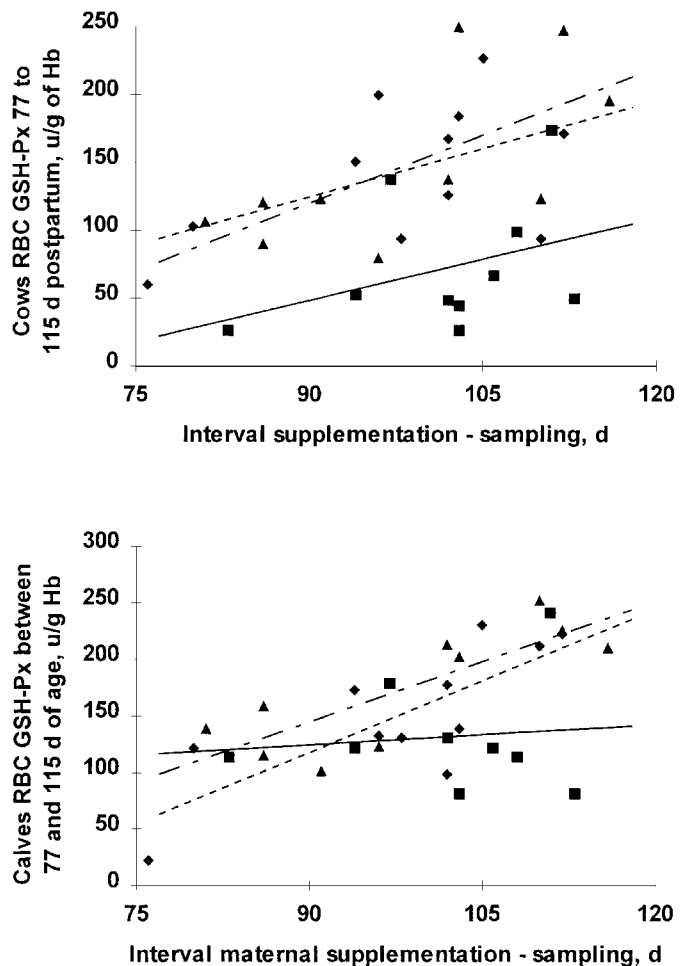 Cows RBC GSH-Px 77 to
115 d postpartum, u/g of Hb
250
200
150
100
50
0
75 90 105 120
Interval supplementation - sampling, d
Calves RBC GSH-Px between
77 and 115 d of age, u/g Hb
300
250
200
150
100
50
0
75 90 105 120
Interval maternal supplementation - sampling, d